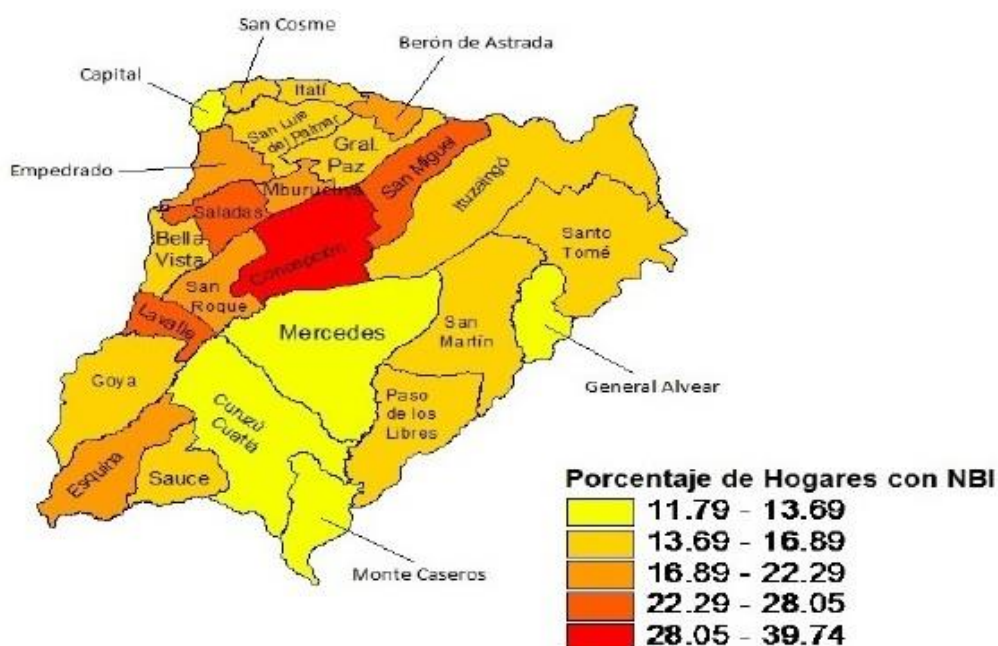 San Cosme
Berón de Astrada
Capital
Itatí
San Luis
del Palmar
Gral.
Paz
San Miguel
Ituzaingó
Empedrado
Mburucuyá
Saladas
Santo
Tomé
Bella
Vista
Concepción
San
Roque
Lavalle
Mercedes
San
Martín
General Alvear
Goya
Paso
de los
Libres
Curuzú
Cuatiá
Esquina
Sauce
Monte Caseros
Porcentaje de Hogares con NBI
11.79 - 13.69
13.69 - 16.89
16.89 - 22.29
22.29 - 28.05
28.05 - 39.74